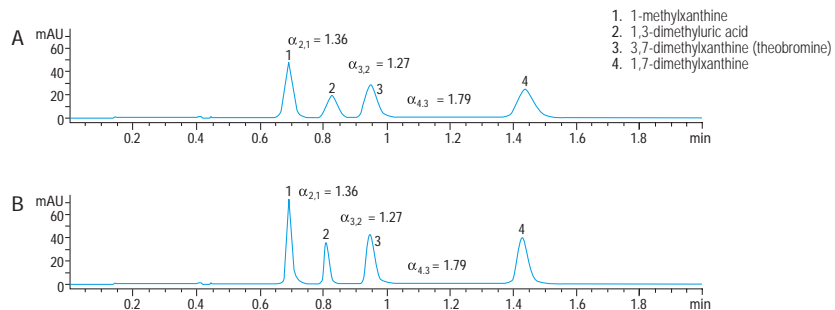 1. 1-methylxanthine
2. 1,3-dimethyluric acid
3. 3,7-dimethylxanthine (theobromine)
4. 1,7-dimethylxanthine
A
mAU
60
40
20
0
α2,1 = 1.36
α3,2 = 1.27
α4.3 = 1.79
1
2
3
4
0.2 0.4 0.6 0.8 1 1.2 1.4 1.6 1.8 min
B
mAU
60
40
20
0
1 α2,1 = 1.36
α3,2 = 1.27
α4.3 = 1.79
2
3
4
0.2 0.4 0.6 0.8 1 1.2 1.4 1.6 1.8 min